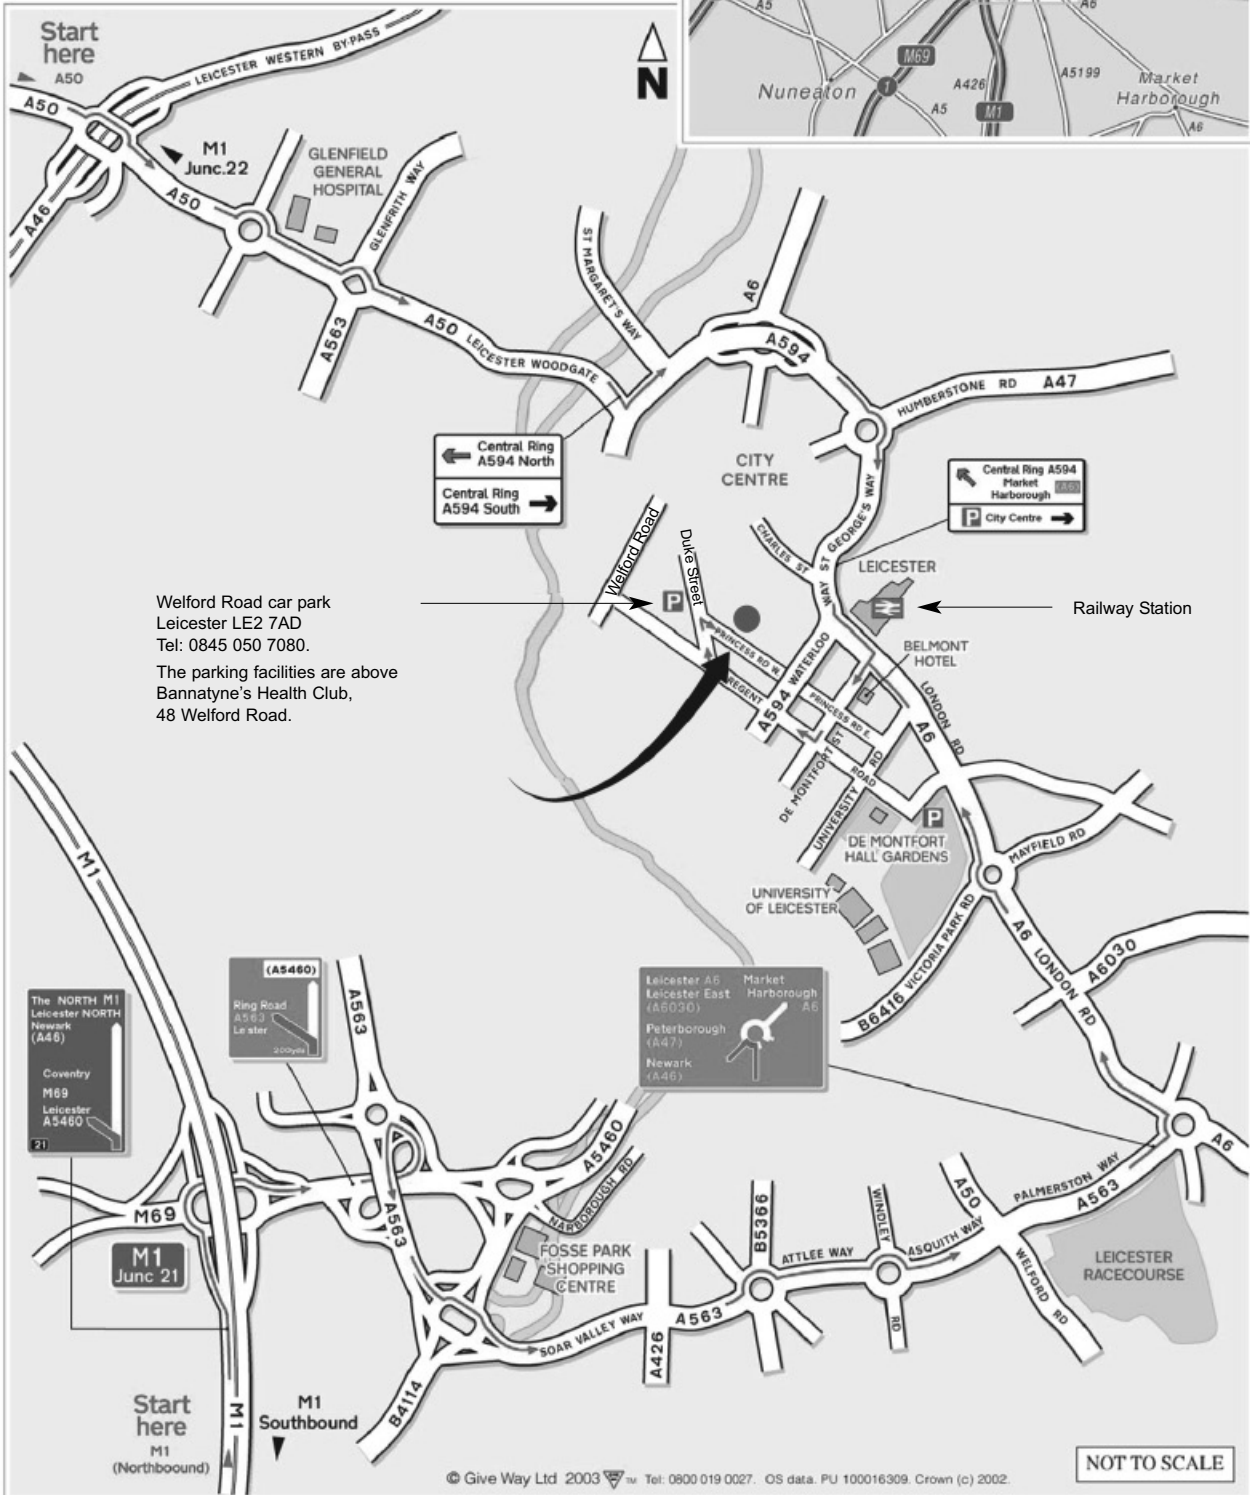 Start
here
A50
A50
LEICESTER WESTERN BY-PASS
N
A5
A6
M69
Nuneaton
1
A426
A5199
Market
Harborough
A5
M1
A6
M1
Junc.22
A46
A50
GLENFIELD
GENERAL
HOSPITAL
GLENFRITH WAY
A563
A50
LEICESTER WOODGATE
ST MARGARET'S WAY
A6
A594
HUMBERSTONE RD A47
Central Ring
A594 North
Central Ring
A594 South
CITY
CENTRE
Central Ring A594
Market
Harborough
P City Centre
ST GEORGE'S WAY
CHARLES ST
WAY
LEICESTER
Welford Road
Duke Street
P
Welford Road car park
Leicester LE2 7AD
Tel: 0845 050 7080.
The parking facilities are above
Bannatyne's Health Club,
48 Welford Road.
Railway Station
BELMONT
HOTEL
PRINCESS RD W.
REGENT
A594 WATERLOO
PRINCESS RD E.
LONDON RD
A6
DE MONTFORT ST
ROAD
UNIVERSITY RD
P
DE MONTFORT
HALL GARDENS
MAYFIELD RD
UNIVERSITY
OF LEICESTER
B6416 VICTORIA PARK RD
A6 LONDON RD
A6030
M1
The NORTH M1
Leicester NORTH
Newark
(A46)
Coventry
M69
Leicester
A5460
21
(A5460)
Ring Road
A563
Le ster
200yds
A563
Leicester A6
Leicester East
(A6030)
Peterborough
(A47)
Newark
(A46)
Market
Harborough
A6
A5460
NARBOROUGH RD
M69
M1
Junc 21
A563
FOSSE PARK
SHOPPING
CENTRE
SOAR VALLEY WAY
A426
A563
B5366
ATTLEE WAY
WINDLEY
RD
ASQUITH WAY
A50
WELFORD RD
PALMERSTON WAY
A563
A6
LEICESTER
RACECOURSE
B4114
Start
here
M1
(Northboound)
M1
M1
Southbound
© Give Way Ltd 2003 TM Tel: 0800 019 0027. OS data. PU 100016309. Crown (c) 2002.
NOT TO SCALE